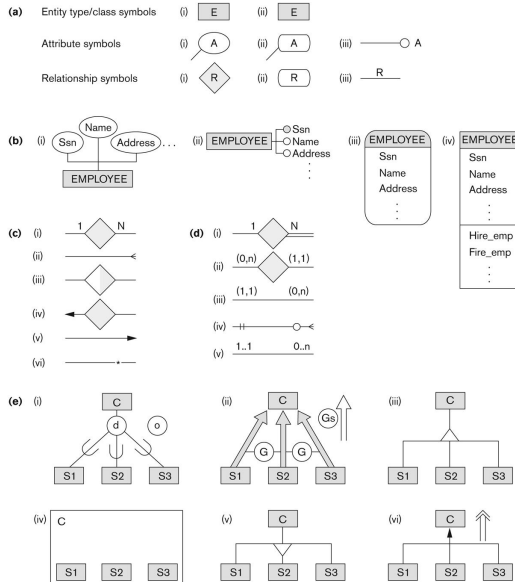 (a) Entity type/class symbols (i) E (ii) E
Attribute symbols (i) A (ii) A (iii) A
Relationship symbols (i) R (ii) R (iii) R
(b) (i) Ssn Name Address . . .
EMPLOYEE
(ii) EMPLOYEE Ssn
Name
Address
(iii) EMPLOYEE
Ssn
Name
Address
(iv) EMPLOYEE
Ssn
Name
Address
Hire_emp
Fire_emp
(c) (i) 1 N
(ii)
(iii)
(iv)
(v)
(vi) *
(d) (i) 1 N
(ii) (0,n) (1,1)
(iii) (1,1) (0,n)
(iv)
(v) 1..1 0..n
(e) (i) C
d o
S1 S2 S3
(ii) C
Gs
G G
S1 S2 S3
(iii) C
S1 S2 S3
(iv) C
S1 S2 S3
(v) C
S1 S2 S3
(vi) C
S1 S2 S3